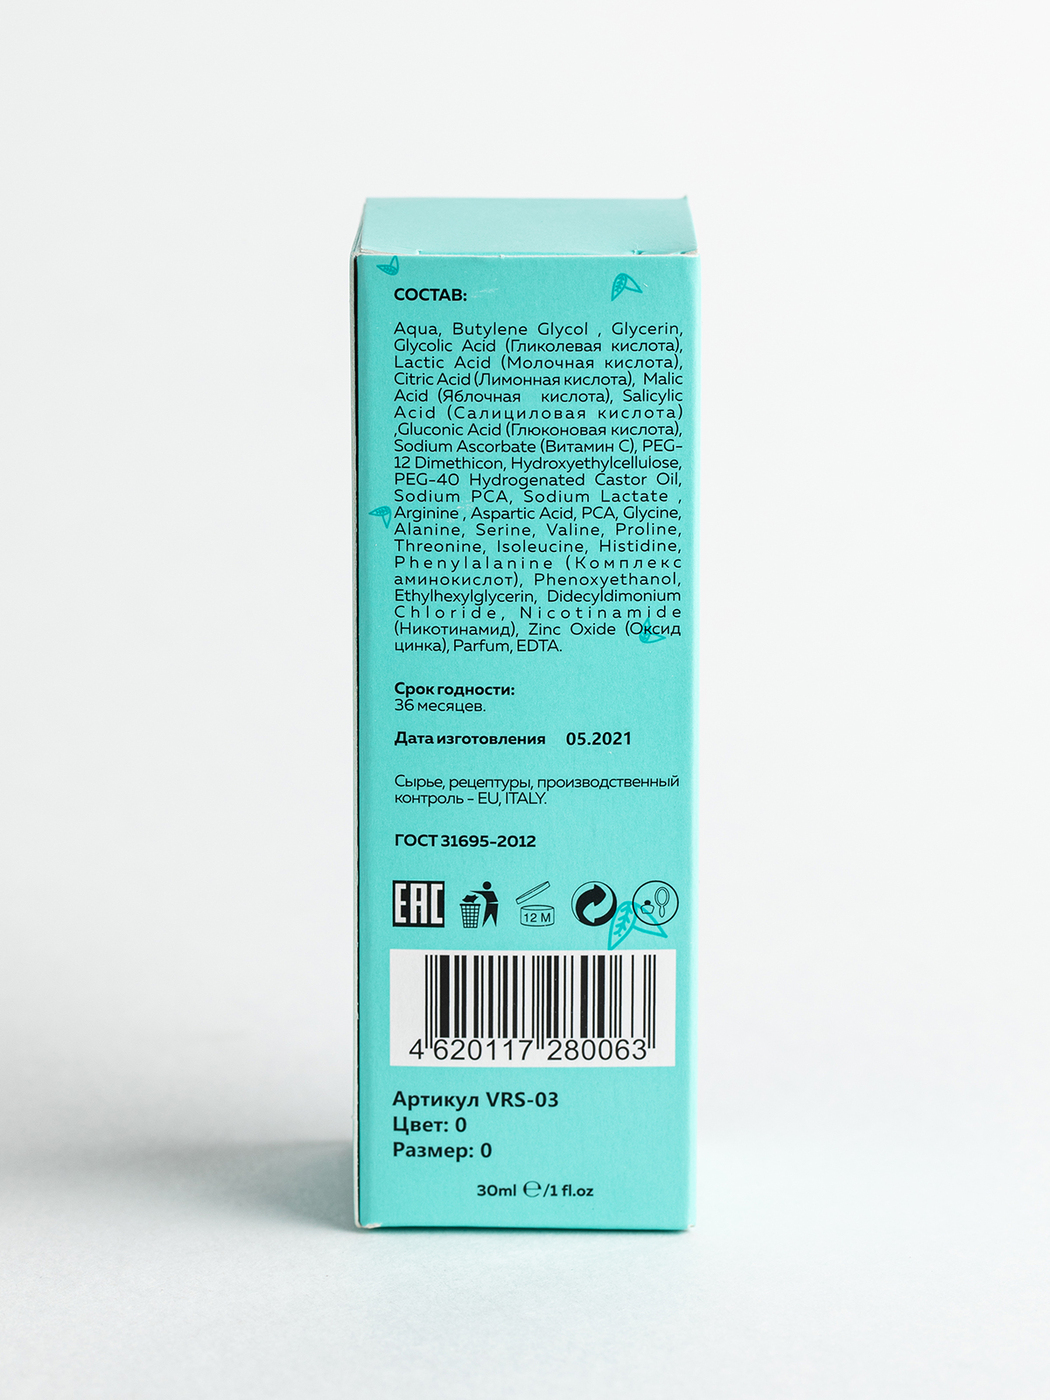 СОСТАВ:
Aqua, Butylene Glycol , Glycerin,
Glycolic Acid (Гликолевая кислота),
Lactic Acid (Молочная кислота),
Citric Acid (Лимонная кислота), Malic
Acid (Яблочная кислота), Salicylic
Acid (Салициловая кислота)
,Gluconic Acid (Глюконовая кислота),
Sodium Ascorbate (Витамин С), PEG-
12 Dimethicon, Hydroxyethylcellulose,
PEG-40 Hydrogenated Castor Oil,
Sodium PCA, Sodium Lactate ,
Arginine , Aspartic Acid, PCA, Glycine,
Alanine, Serine, Valine, Proline,
Threonine, Isoleucine, Histidine,
Phenylalanine (Комплекс
аминокислот), Phenoxyethanol,
Ethylhexylglycerin, Didecyldimonium
Chloride, Nicotinamide
(Никотинамид), Zinc Oxide (Оксид
цинка), Parfum, EDTA.
Срок годности:
36 месяцев.
Дата изготовления 05.2021
Сырье, рецептуры, производственный
контроль - EU, ITALY.
ГОСТ 31695-2012
EAC 12 M
4 620117 280063
Артикул VRS-03
Цвет: 0
Размер: 0
30ml ℮/1 fl.oz